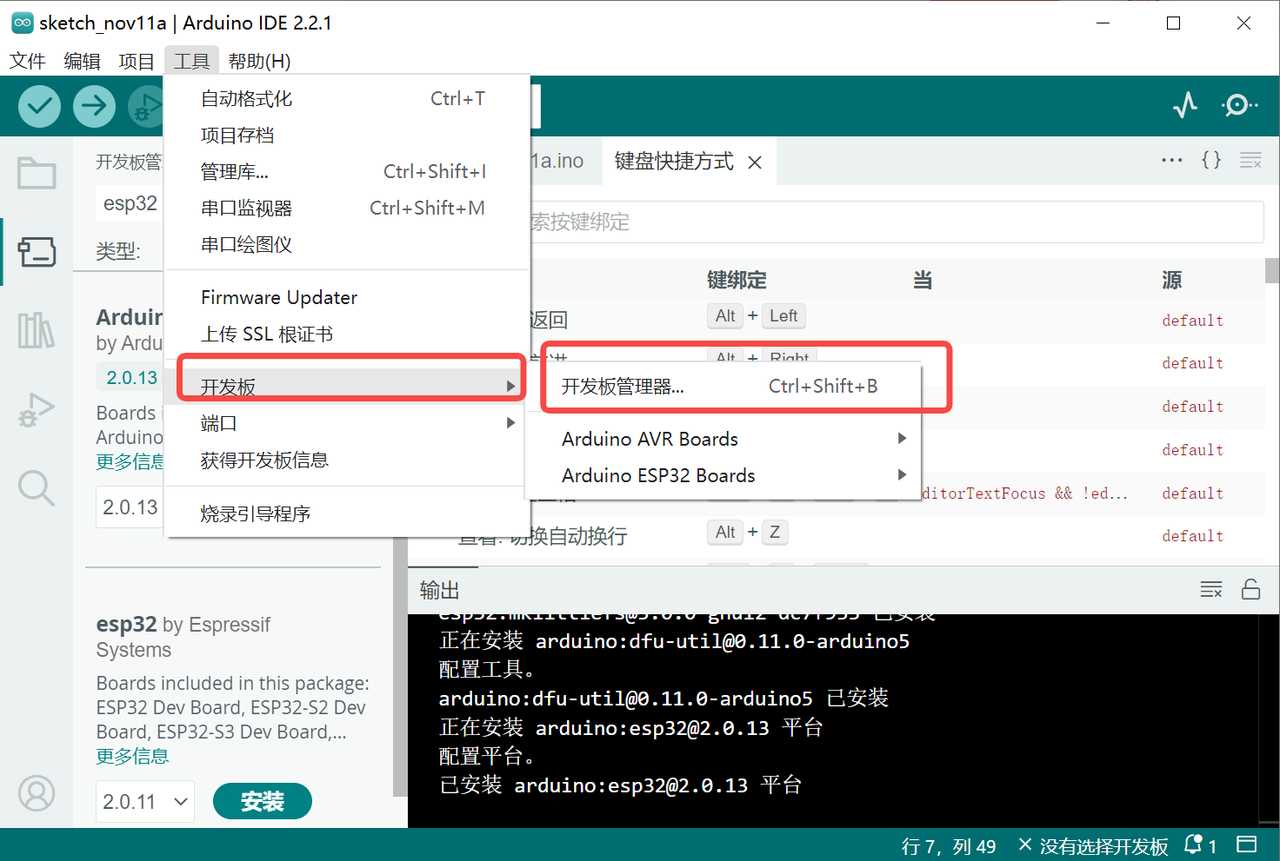 sketch_nov11a | Arduino IDE 2.2.1
文件 编辑 项目 工具 帮助(H)
自动格式化 Ctrl+T
项目存档
管理库... Ctrl+Shift+I
串口监视器 Ctrl+Shift+M
串口绘图仪
Firmware Updater
上传 SSL 根证书
开发板
端口
获得开发板信息
烧录引导程序
开发板管理器... Ctrl+Shift+B
Arduino AVR Boards
Arduino ESP32 Boards
开发板管
esp32
类型:
Arduin
by Ardu
2.0.13
Boards i
Arduino
更多信息
2.0.13
esp32 by Espressif
Systems
Boards included in this package:
ESP32 Dev Board, ESP32-S2 Dev
Board, ESP32-S3 Dev Board,...
更多信息
2.0.11 安装
1a.ino 键盘快捷方式
索按键绑定
键绑定 当 源
返回 Alt + Left default
Alt + Right default
default
default
ditorTextFocus && !ed... default
查看: 切换自动换行 Alt + Z default
输出
正在安装 arduino:dfu-util@0.11.0-arduino5
配置工具。
arduino:dfu-util@0.11.0-arduino5 已安装
正在安装 arduino:esp32@2.0.13 平台
配置平台。
已安装 arduino:esp32@2.0.13 平台
行 7，列 49 没有选择开发板 1